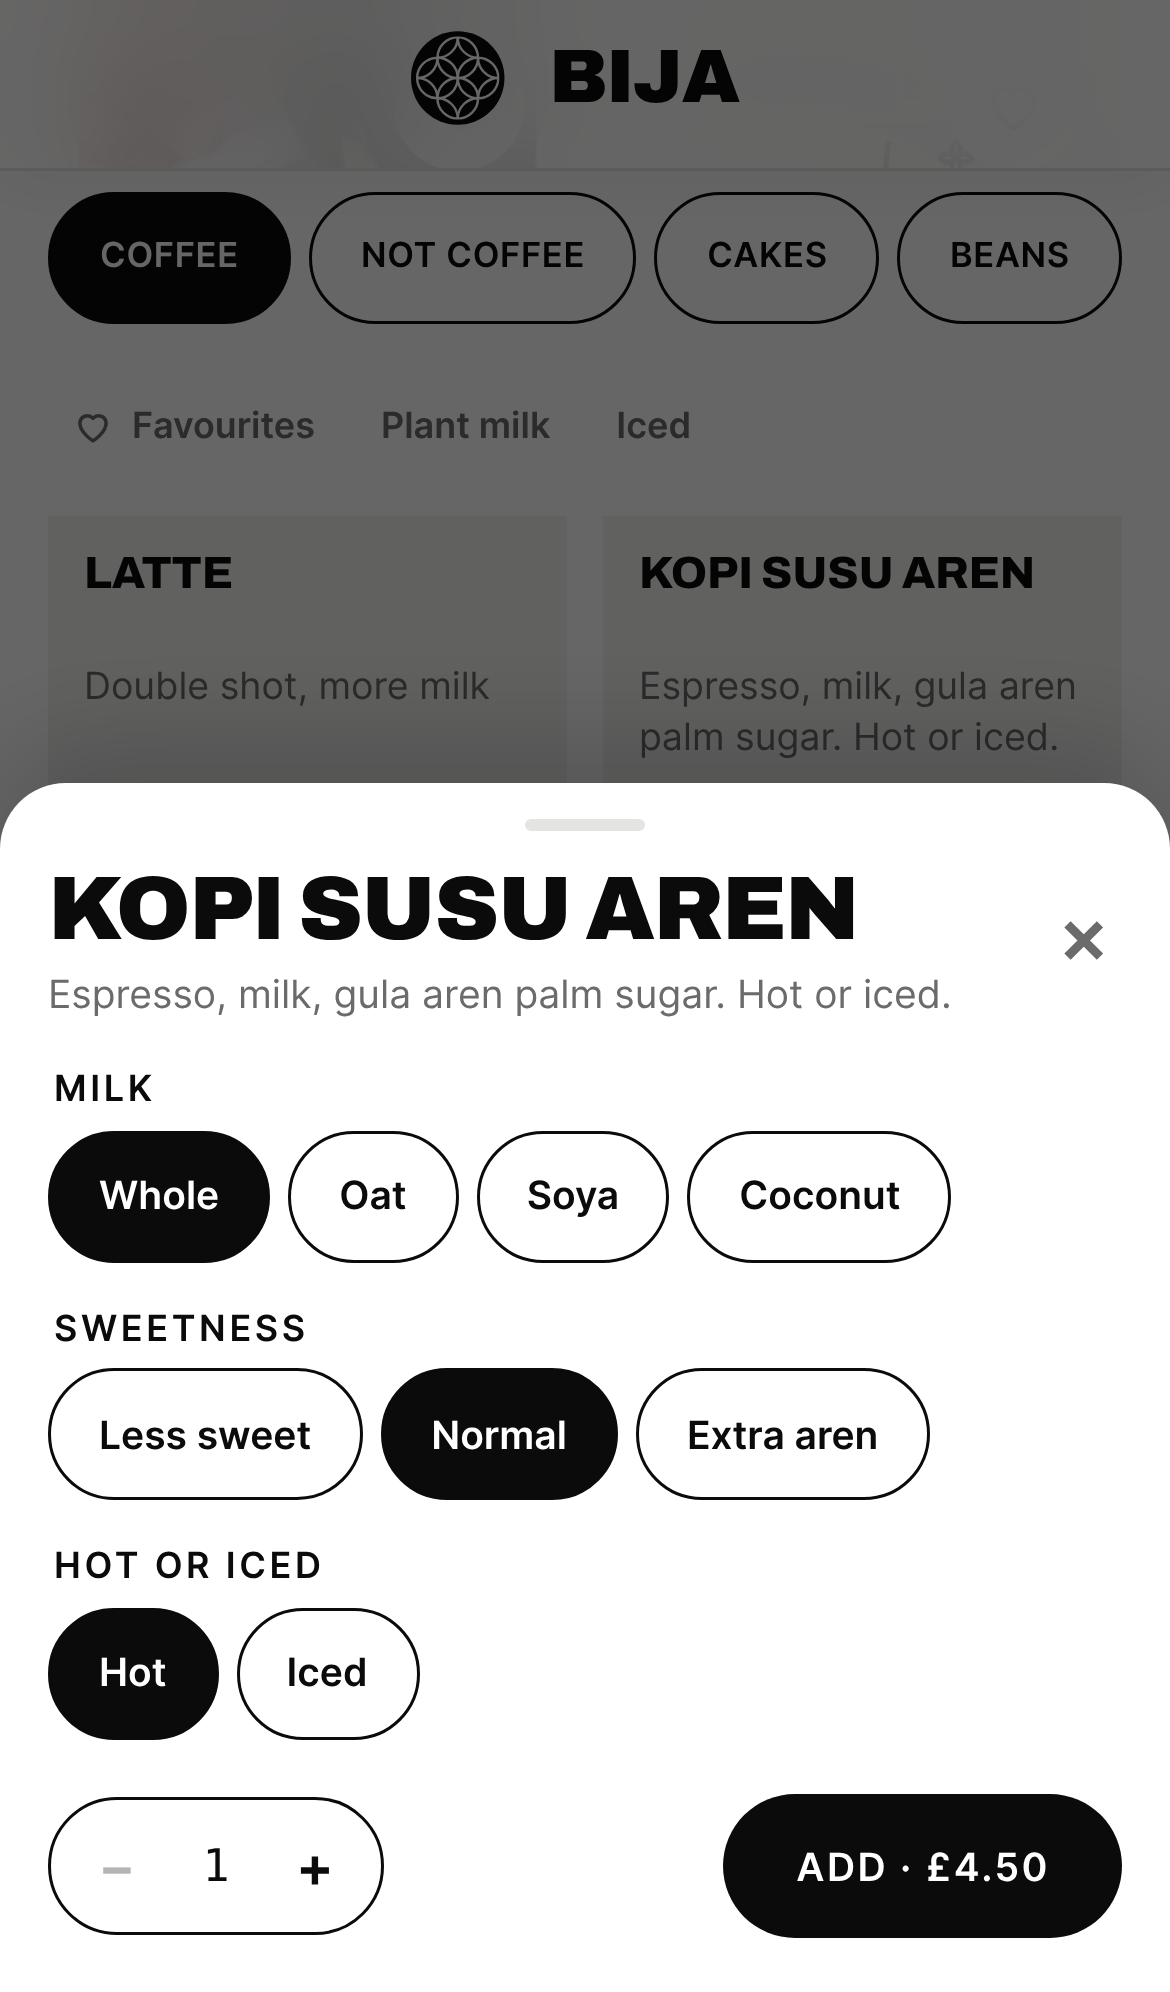 BIJA
COFFEE NOT COFFEE CAKES BEANS
Favourites Plant milk Iced
LATTE
Double shot, more milk
KOPI SUSU AREN
Espresso, milk, gula aren
palm sugar. Hot or iced.
KOPI SUSU AREN
×
Espresso, milk, gula aren palm sugar. Hot or iced.
MILK
Whole Oat Soya Coconut
SWEETNESS
Less sweet Normal Extra aren
HOT OR ICED
Hot Iced
− 1 +
ADD · £4.50